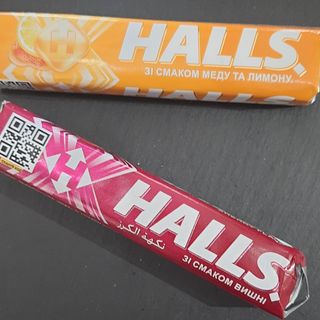 HALLS
ЗІ СМАКОМ МЕДУ ТА ЛИМОНУ
HALLS
نكهة الكرز
ЗІ СМАКОМ ВИШНІ